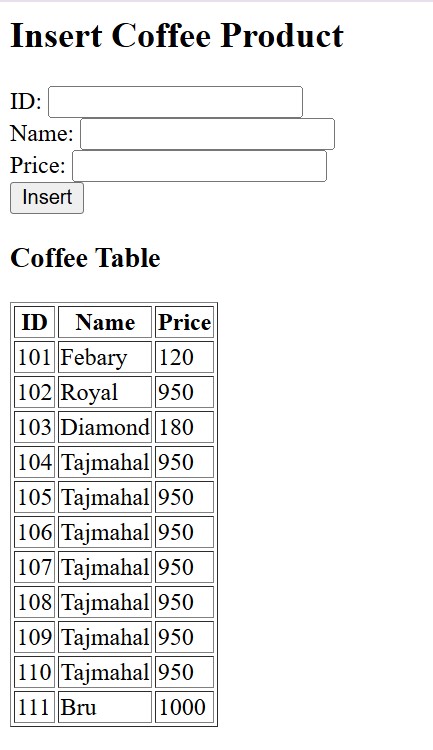 Insert Coffee Product
ID:
Name:
Price:
Insert
Coffee Table
ID Name Price
101 Febary 120
102 Royal 950
103 Diamond 180
104 Tajmahal 950
105 Tajmahal 950
106 Tajmahal 950
107 Tajmahal 950
108 Tajmahal 950
109 Tajmahal 950
110 Tajmahal 950
111 Bru 1000